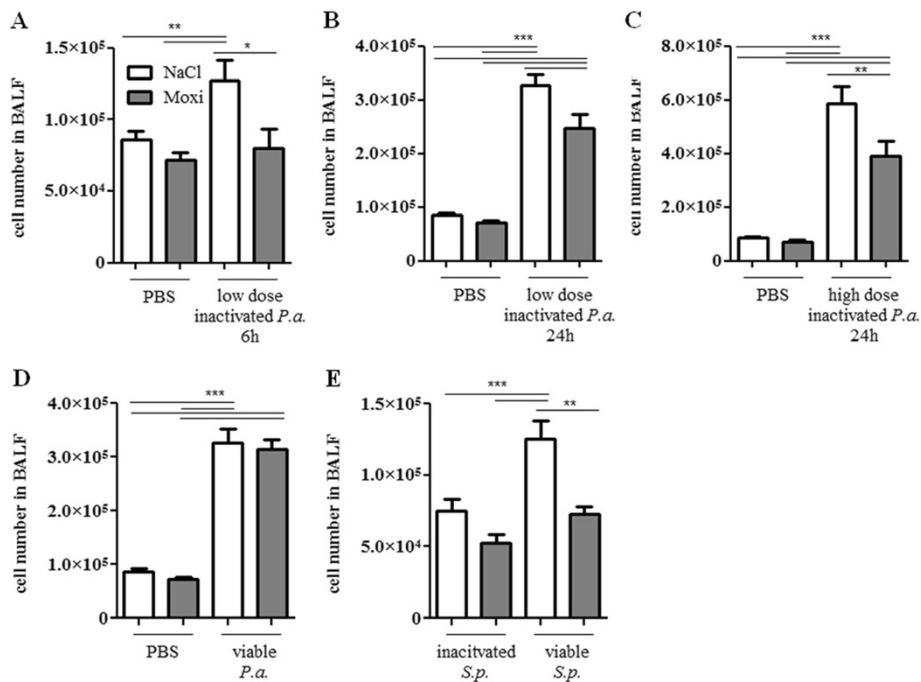 A
**
*
1.5×10⁵
1.0×10⁵
5.0×10⁴
0
cell number in BALF
NaCl
Moxi
PBS
low dose
inactivated P.a.
6h
B
***
4.0×10⁵
3.0×10⁵
2.0×10⁵
1.0×10⁵
0
cell number in BALF
PBS
low dose
inactivated P.a.
24h
C
***
**
8.0×10⁵
6.0×10⁵
4.0×10⁵
2.0×10⁵
0
cell number in BALF
PBS
high dose
inactivated P.a.
24h
D
***
4.0×10⁵
3.0×10⁵
2.0×10⁵
1.0×10⁵
0
cell number in BALF
PBS
viable
P.a.
E
***
**
1.5×10⁵
1.0×10⁵
5.0×10⁴
0
cell number in BALF
inacitvated
S.p.
viable
S.p.